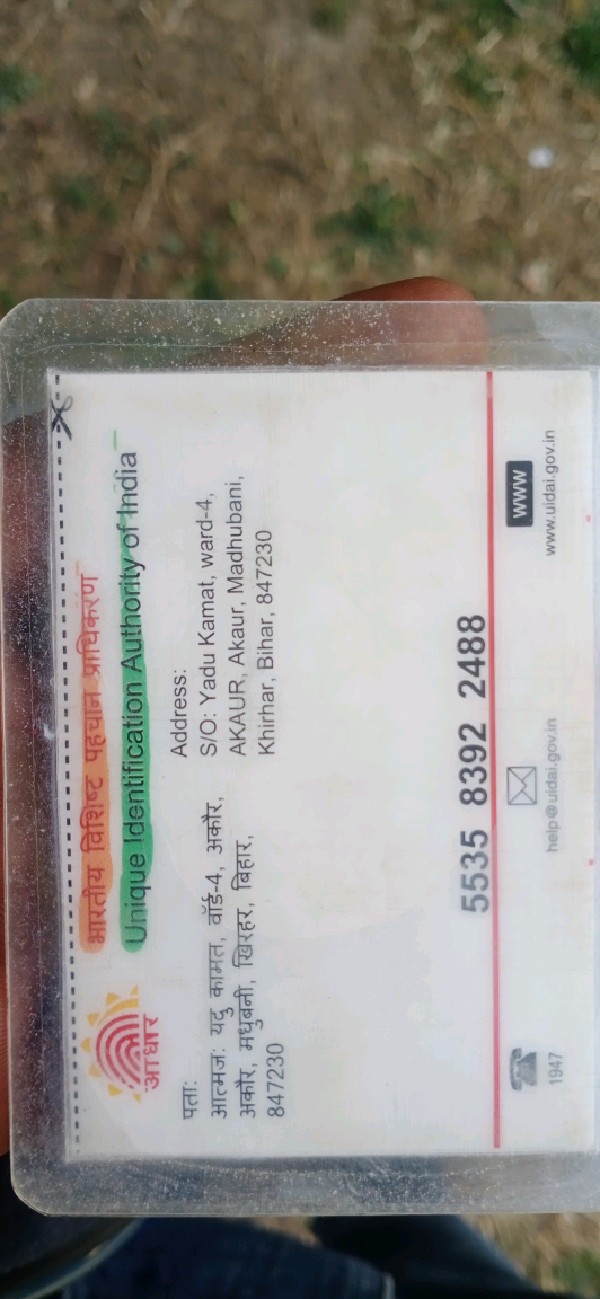 भारतीय विशिष्ट पहचान प्राधिकरण
Unique Identification Authority of India
आधार
पता:
आत्मज: यदु कामत, वॉर्ड-4, अकौर,
अकौर, मधुबनी, खिरहर, बिहार,
847230
Address:
S/O: Yadu Kamat, ward-4,
AKAUR, Akaur, Madhubani,
Khirhar, Bihar, 847230
5535 8392 2488
1947
help@uidai.gov.in
www
www.uidai.gov.in